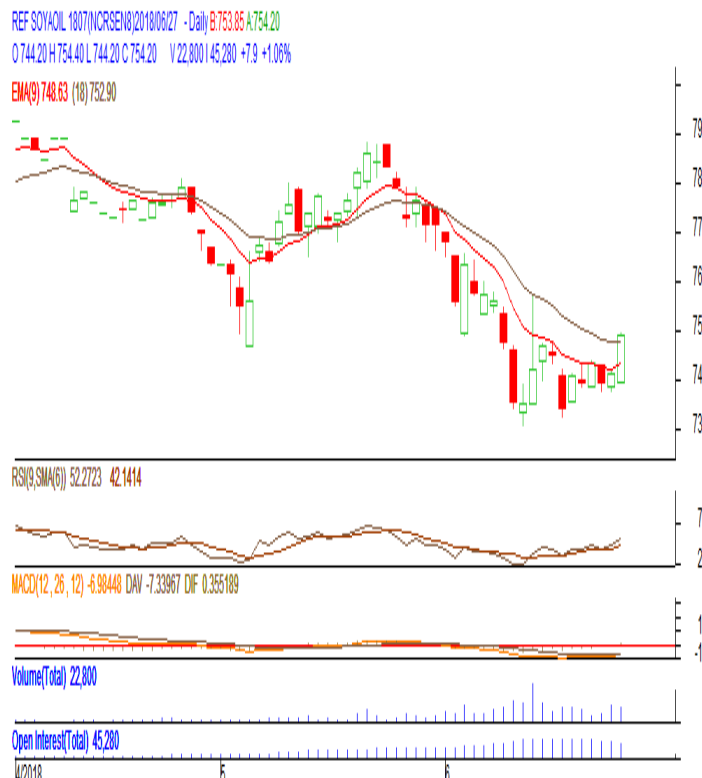 REF SOYAOIL 1807(NCRSEN8)2018/06/27 - Daily B:753.85 A:754.20
O 744.20 H 754.40 L 744.20 C 754.20 V 22,800 I 45,280 +7.9 +1.06%
EMA(9) 748.63 (18) 752.90
79
78
77
76
75
74
73
RSI(9,SMA(6)) 52.2723 42.1414
7
2
MACD(12 , 26 , 12) -6.98448 DAV -7.33967 DIF 0.355189
1
-1
Volume(Total) 22,800
Open Interest(Total) 45,280
4/2018 5 6